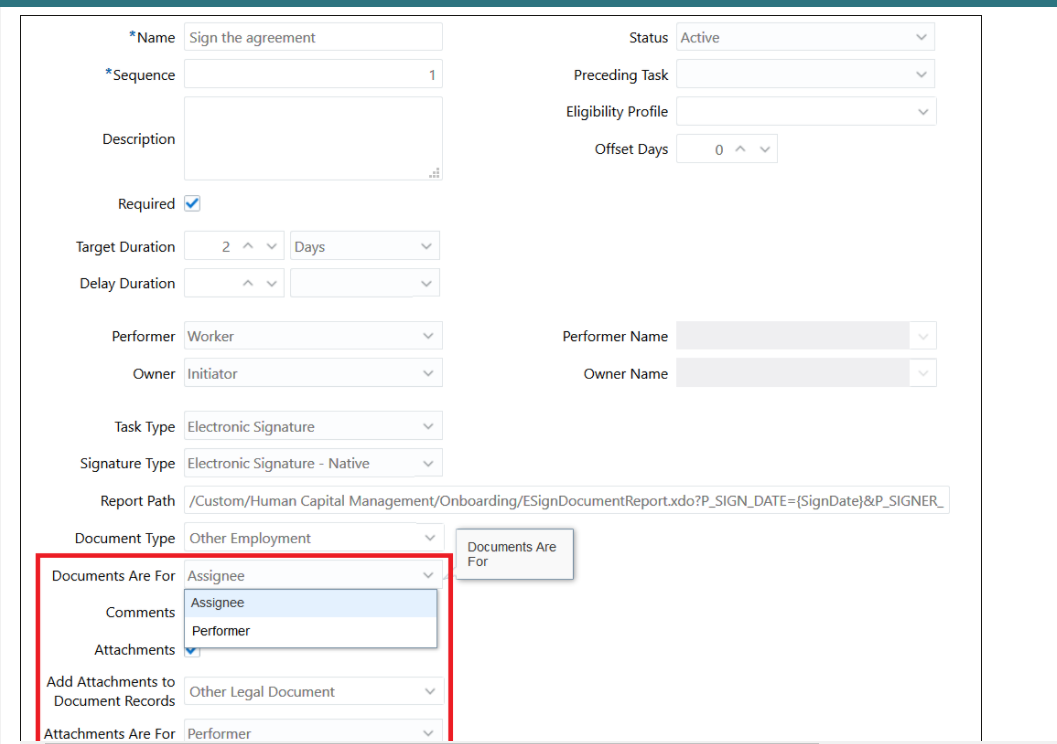 *Name Sign the agreement Status Active
*Sequence 1 Preceding Task
Eligibility Profile
Description
Offset Days 0
Required
Target Duration 2 Days
Delay Duration
Performer Worker Performer Name
Owner Initiator Owner Name
Task Type Electronic Signature
Signature Type Electronic Signature - Native
Report Path /Custom/Human Capital Management/Onboarding/ESignDocumentReport.xdo?P_SIGN_DATE={SignDate}&P_SIGNER_
Document Type Other Employment
Documents Are
For
Documents Are For Assignee
Assignee
Comments
Performer
Attachments
Add Attachments to
Document Records Other Legal Document
Attachments Are For Performer